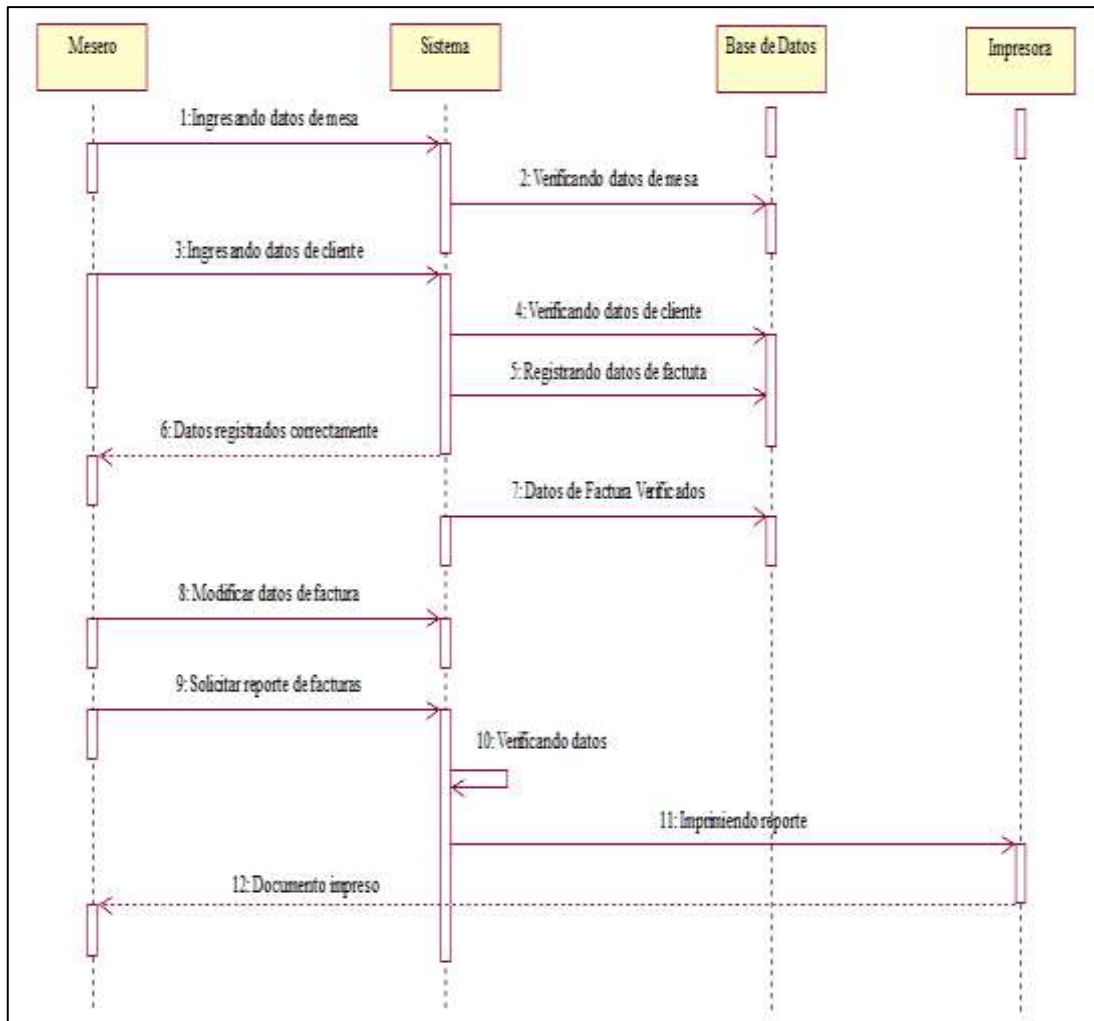 Mesero
Sistema
Base de Datos
Impresora
1: Ingresando datos de mesa
2: Verificando datos de mesa
3: Ingresando datos de cliente
4: Verificando datos de cliente
5: Registrando datos de factuta
6: Datos registrados correctamente
7: Datos de Factura Verificados
8: Modificar datos de factura
9: Solicitar reporte de facturas
10: Verificando datos
11: Imprimiendo reporte
12: Documento impreso